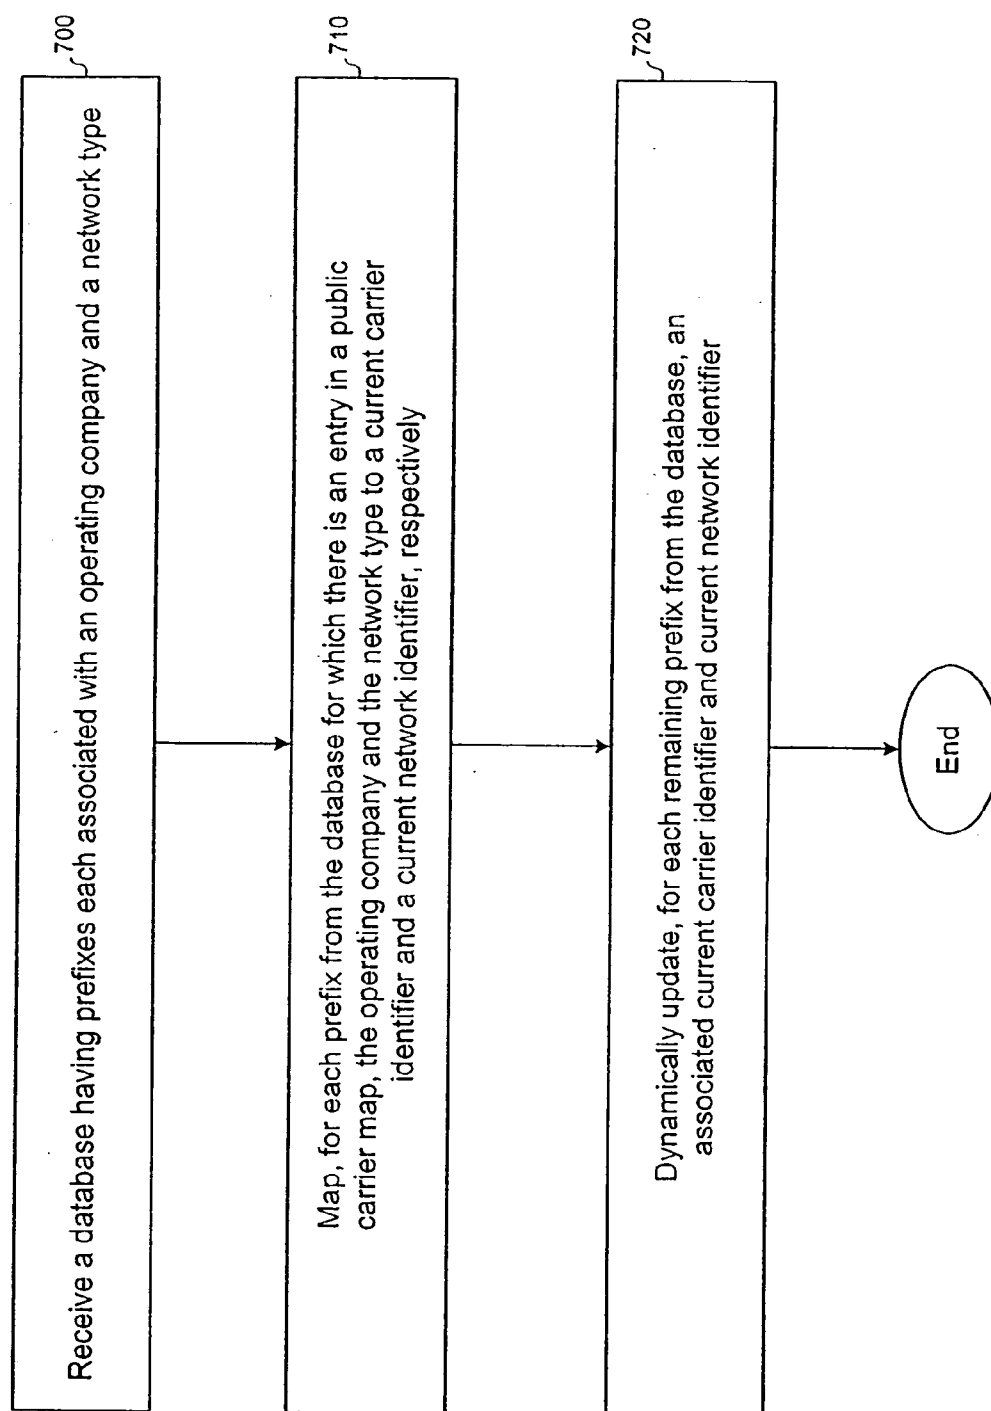 700
Receive a database having prefixes each associated with an operating company and a network type
710
Map, for each prefix from the database for which there is an entry in a public
carrier map, the operating company and the network type to a current carrier
identifier and a current network identifier, respectively
720
Dynamically update, for each remaining prefix from the database, an
associated current carrier identifier and current network identifier
End